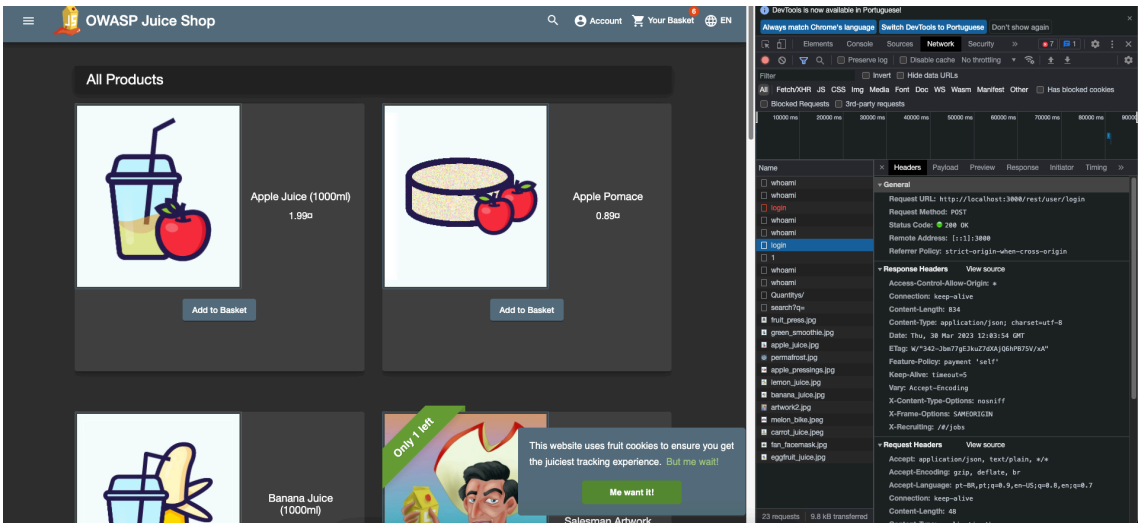 OWASP Juice Shop
Account
6
Your Basket
EN
All Products
Apple Juice (1000ml)
1.99¤
Add to Basket
Apple Pomace
0.89¤
Add to Basket
Banana Juice
(1000ml)
Only 1 left
Salesman Artwork
This website uses fruit cookies to ensure you get
the juiciest tracking experience. But me wait!
Me want it!
DevTools is now available in Portuguese!
Always match Chrome's language Switch DevTools to Portuguese Don't show again
Elements Console Sources Network Security » 7 1
Preserve log Disable cache No throttling
Filter Invert Hide data URLs
All Fetch/XHR JS CSS Img Media Font Doc WS Wasm Manifest Other Has blocked cookies
Blocked Requests 3rd-party requests
10000 ms 20000 ms 30000 ms 40000 ms 50000 ms 60000 ms 70000 ms 80000 ms 9000
Name
whoami
whoami
login
whoami
whoami
login
1
whoami
whoami
Quantitys/
search?q=
fruit_press.jpg
green_smoothie.jpg
apple_juice.jpg
permafrost.jpg
apple_pressings.jpg
lemon_juice.jpg
banana_juice.jpg
artwork2.jpg
melon_bike.jpeg
carrot_juice.jpeg
fan_facemask.jpg
eggfruit_juice.jpg
23 requests 9.8 kB transferred
Headers Payload Preview Response Initiator Timing »
General
Request URL: http://localhost:3000/rest/user/login
Request Method: POST
Status Code: 200 OK
Remote Address: [::1]:3000
Referrer Policy: strict-origin-when-cross-origin
Response Headers View source
Access-Control-Allow-Origin: *
Connection: keep-alive
Content-Length: 834
Content-Type: application/json; charset=utf-8
Date: Thu, 30 Mar 2023 12:03:54 GMT
ETag: W/"342-Jbm77gEJkuZ7dXAjQ6hPB75V/xA"
Feature-Policy: payment 'self'
Keep-Alive: timeout=5
Vary: Accept-Encoding
X-Content-Type-Options: nosniff
X-Frame-Options: SAMEORIGIN
X-Recruiting: /#/jobs
Request Headers View source
Accept: application/json, text/plain, */*
Accept-Encoding: gzip, deflate, br
Accept-Language: pt-BR,pt;q=0.9,en-US;q=0.8,en;q=0.7
Connection: keep-alive
Content-Length: 48